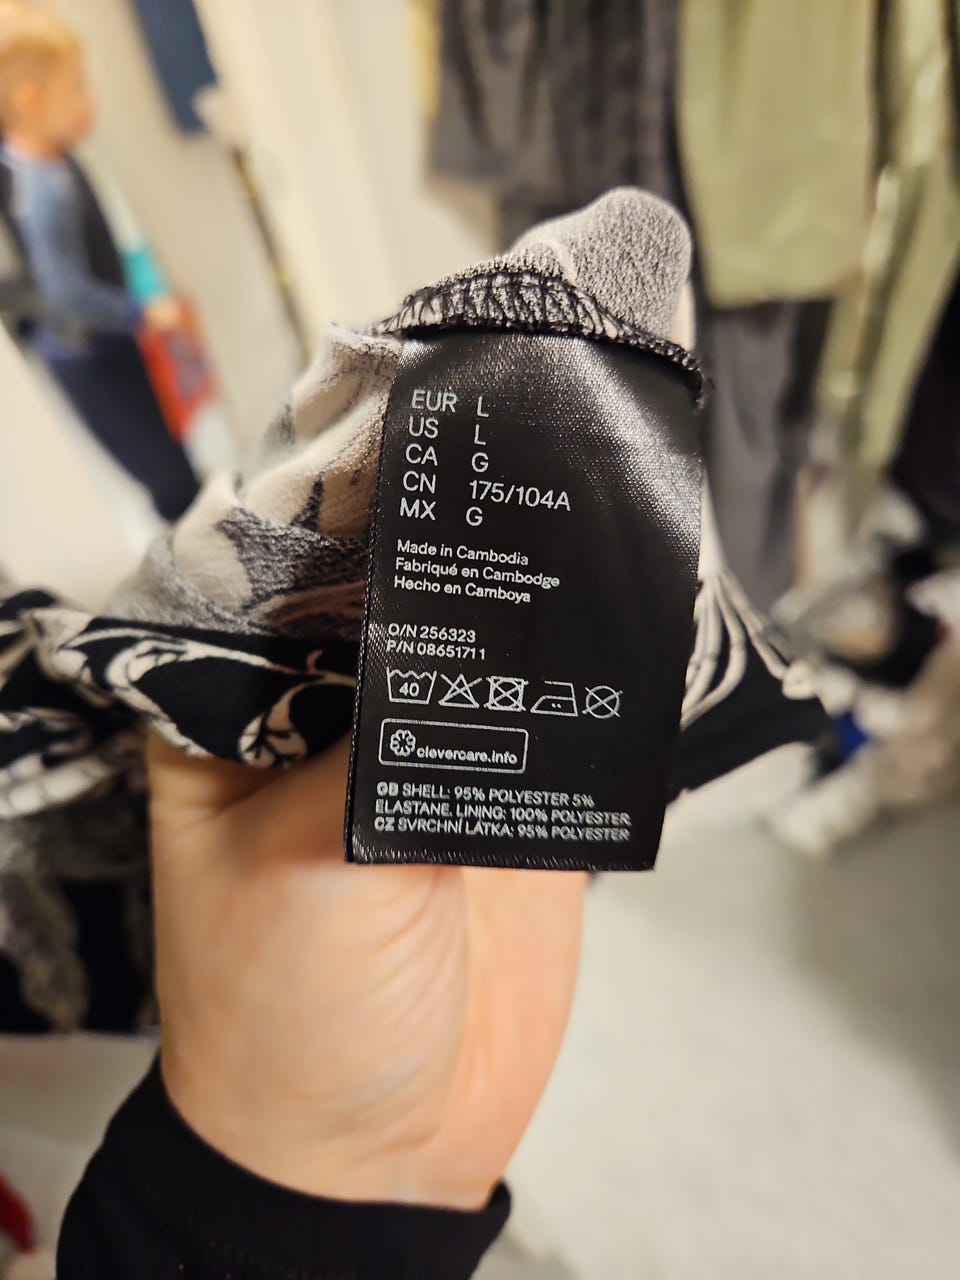 EUR L
US L
CA G
CN 175/104A
MX G
Made in Cambodia
Fabriqué en Cambodge
Hecho en Camboya
O/N 256323
P/N 08651711
40
clevercare.info
GB SHELL: 95% POLYESTER 5%
ELASTANE. LINING: 100% POLYESTER.
CZ SVRCHNÍ LÁTKA: 95% POLYESTER